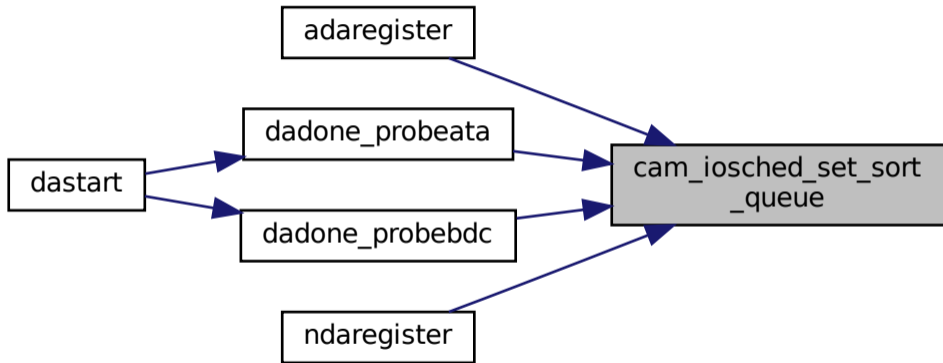 adaregister
dadone_probeata
dastart
cam_iosched_set_sort
_queue
dadone_probebdc
ndaregister